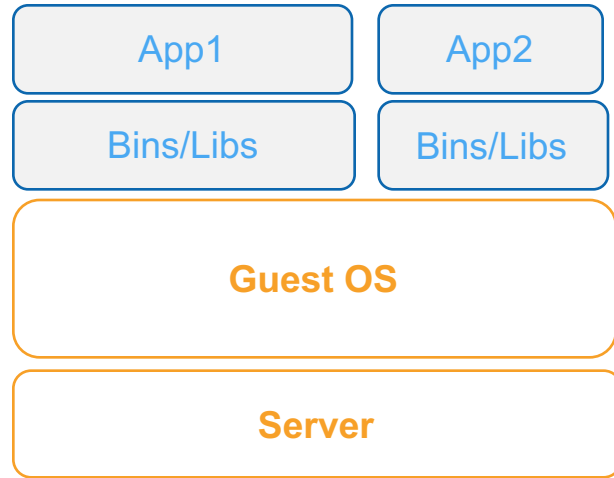 App1
App2
Bins/Libs
Bins/Libs
Guest OS
Server